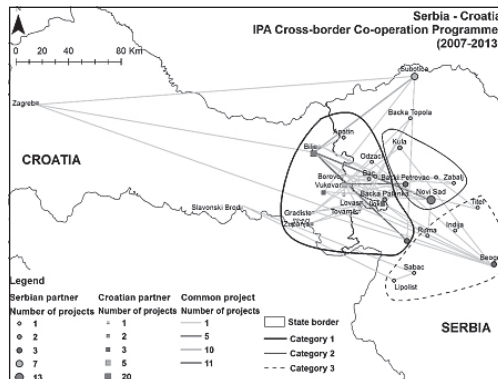 Serbia - Croatia
IPA Cross-border Co-operation Programme
(2007-2013)
N
0 20 40 80 Km
Subotica
Zagreb
Backa Topola
Apatin
Kula
Odzaci
CROATIA
Borovo
Bac
Backi Petrovac
Zabalj
Vukovar
Backa Palanka
Novi Sad
Lovas
Slavonski Brod
Gradiste
Tovarnik
Titel
Zupanja
Ruma
Indija
Sabac
Lipolist
SERBIA
Legend
Serbian partner
Number of projects
1
2
3
7
13
Croatian partner
Number of projects
1
2
3
5
20
Common project
Number of projects
1
5
10
11
State border
Category 1
Category 2
Category 3